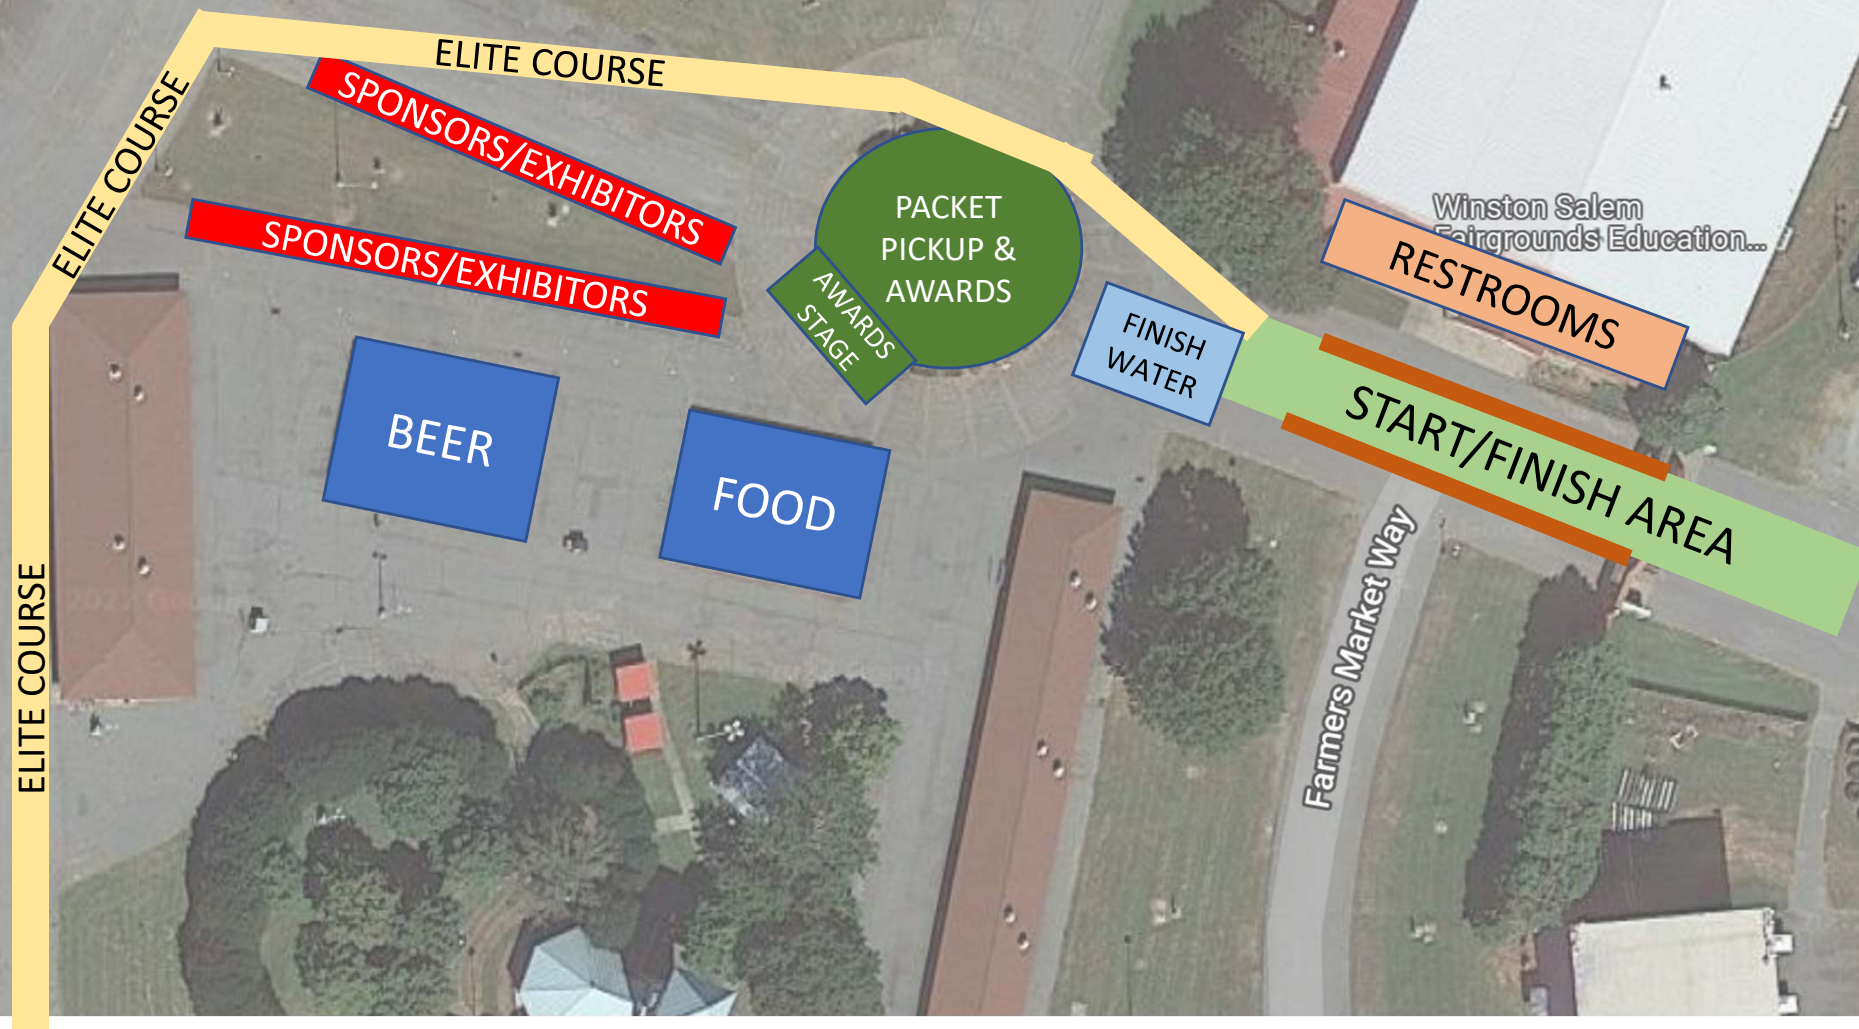 ELITE COURSE
ELITE COURSE
ELITE COURSE
SPONSORS/EXHIBITORS
SPONSORS/EXHIBITORS
PACKET
PICKUP &
AWARDS
AWARDS
STAGE
FINISH
WATER
Winston Salem
Fairgrounds Education...
RESTROOMS
START/FINISH AREA
BEER
FOOD
Farmers Market Way